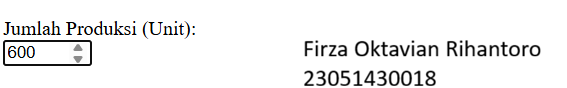 Jumlah Produksi (Unit):
600
Firza Oktavian Rihantoro
23051430018